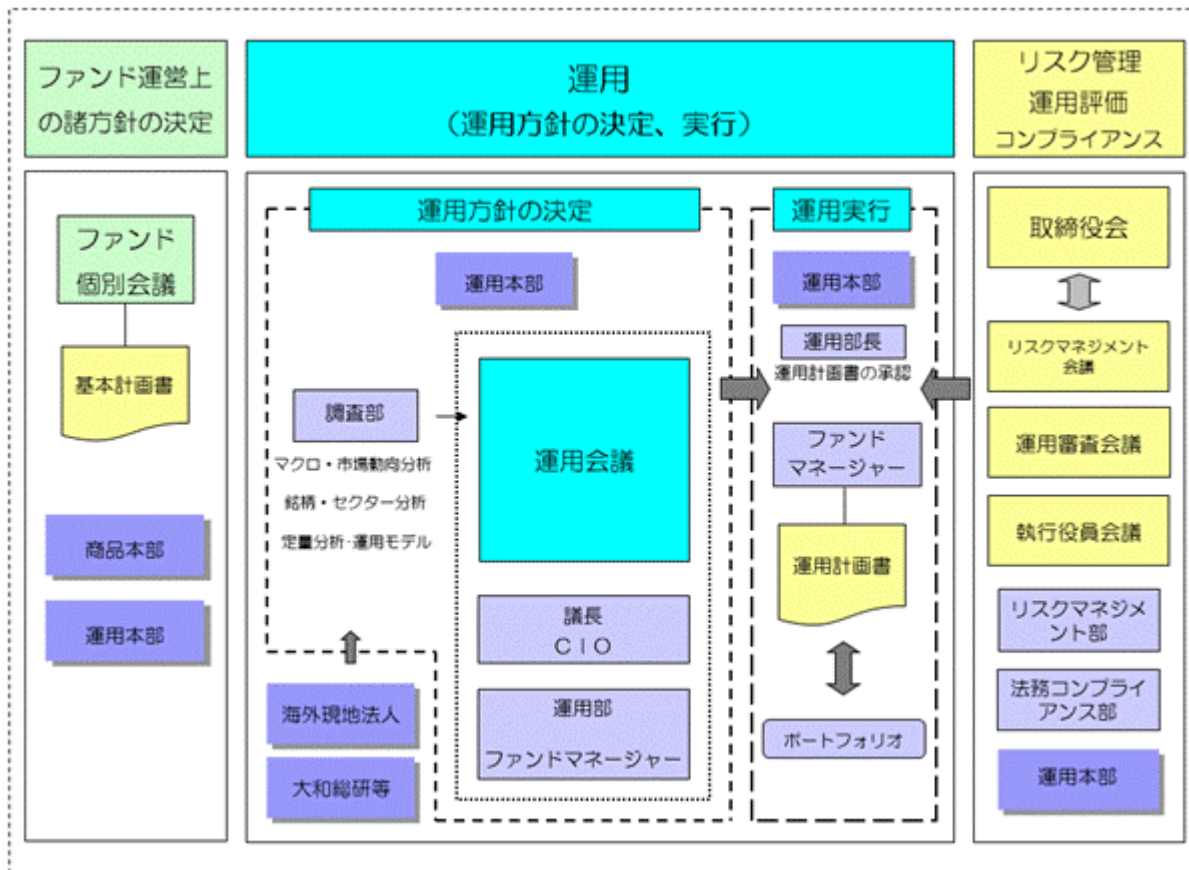 ファンド運営上
の諸方針の決定
運用
（運用方針の決定、実行）
リスク管理
運用評価
コンプライアンス
ファンド
個別会議
基本計画書
商品本部
運用本部
運用方針の決定
運用本部
調査部
マクロ・市場動向分析
銘柄・セクター分析
定量分析・運用モデル
海外現地法人
大和総研等
運用会議
議長
CIO
運用部
ファンドマネージャー
運用実行
運用本部
運用部長
運用計画書の承認
ファンド
マネージャー
運用計画書
ポートフォリオ
取締役会
リスクマネジメント
会議
運用審査会議
執行役員会議
リスクマネジメ
ント部
法務コンプライ
アンス部
運用本部